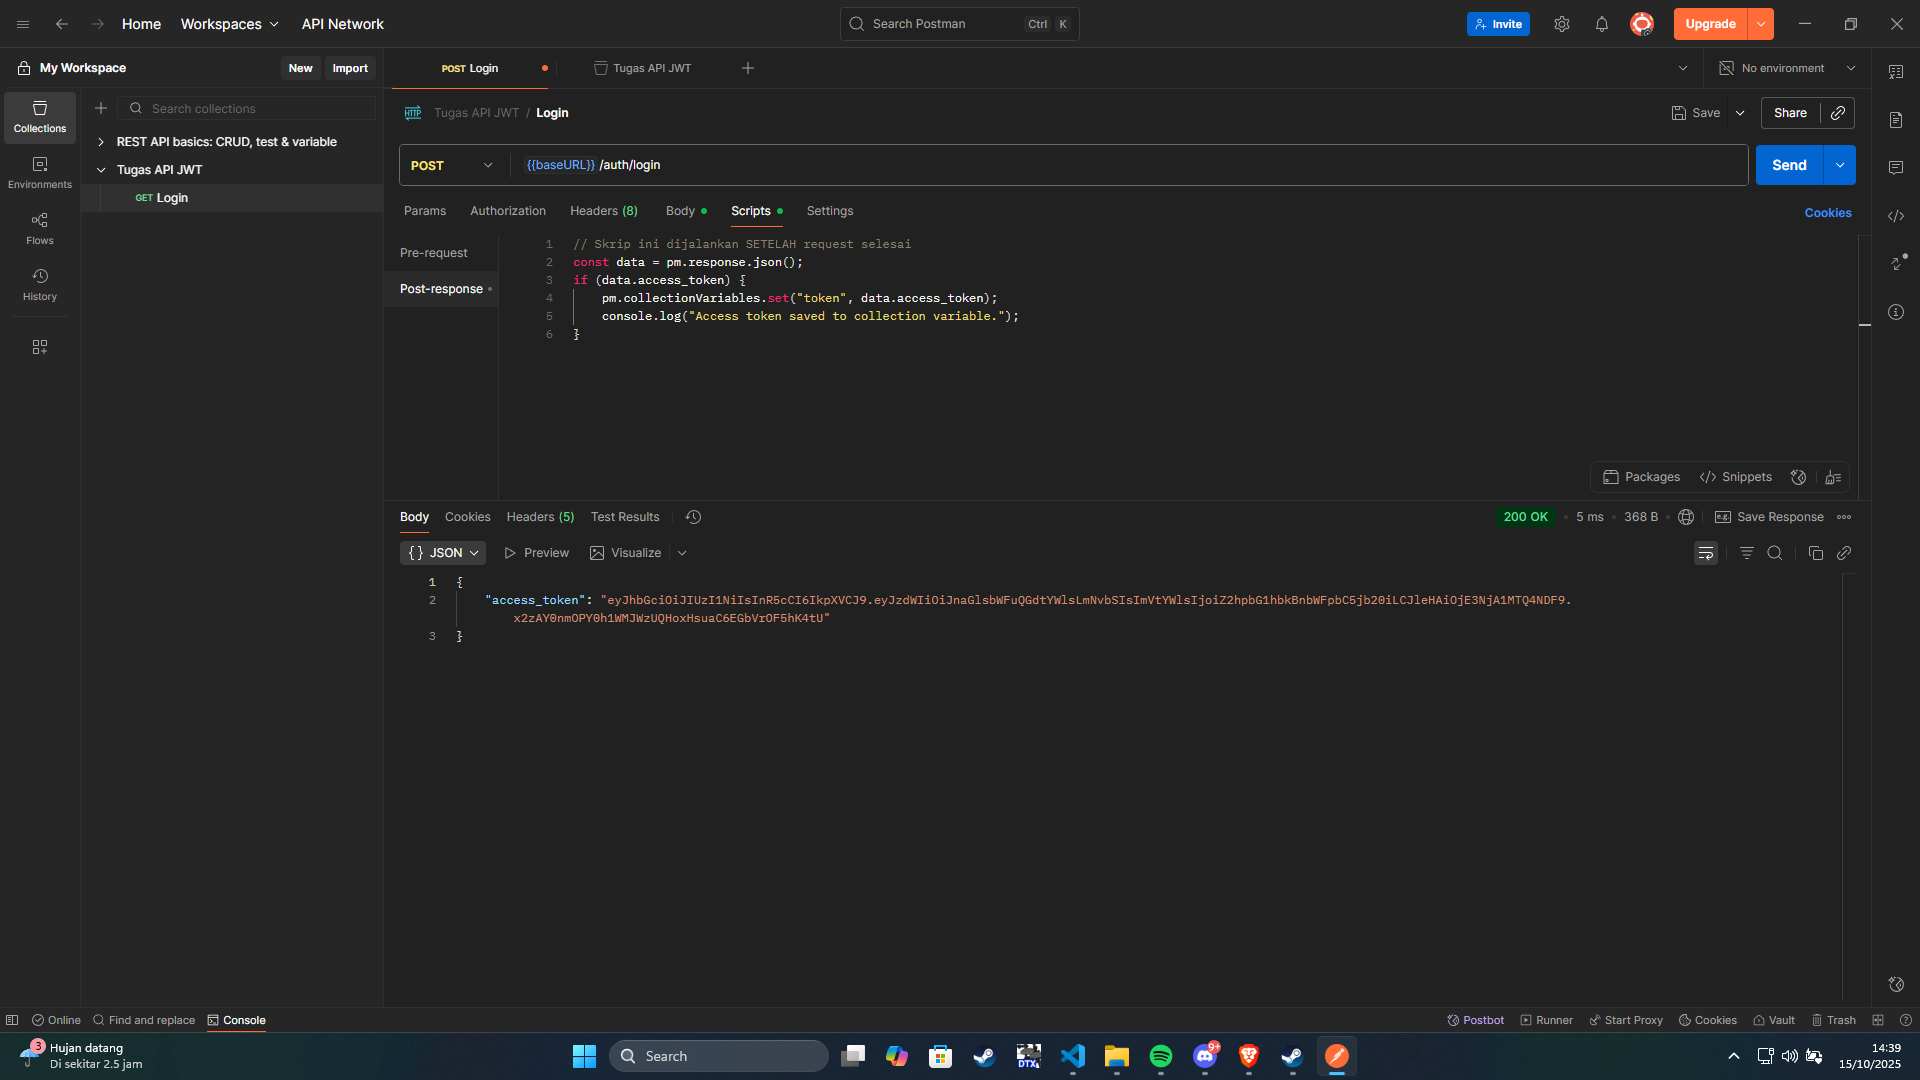 Home
Workspaces
API Network
Search Postman
Ctrl K
Invite
Upgrade
My Workspace
New
Import
POST Login
Tugas API JWT
No environment
Collections
Environments
Flows
History
Search collections
REST API basics: CRUD, test & variable
Tugas API JWT
GET Login
HTTP
Tugas API JWT / Login
Save
Share
POST
{{baseURL}} /auth/login
Send
Params
Authorization
Headers (8)
Body
Scripts
Settings
Cookies
Pre-request
Post-response
1 // Skrip ini dijalankan SETELAH request selesai
2 const data = pm.response.json();
3 if (data.access_token) {
4 pm.collectionVariables.set("token", data.access_token);
5 console.log("Access token saved to collection variable.");
6 }
Packages
</> Snippets
Body
Cookies
Headers (5)
Test Results
200 OK
5 ms
368 B
e.g.
Save Response
{} JSON
Preview
Visualize
1 {
2 "access_token": "eyJhbGciOiJIUzI1NiIsInR5cCI6IkpXVCJ9.eyJzdWIiOiJnaGlsbWFuQGdtYWlsLmNvbSIsImVtYWlsIjoiZ2hpbG1hbkBnbWFpbC5jb20iLCJleHAiOjE3NjA1MTQ4NDF9.
x2zAY0nmOPY0h1WMJWzUQHoxHsuaC6EGbVrOF5hK4tU"
3 }
Online
Find and replace
Console
Postbot
Runner
Start Proxy
Cookies
Vault
Trash
3
Hujan datang
Di sekitar 2.5 jam
Search
DTX
9+
14:39
15/10/2025